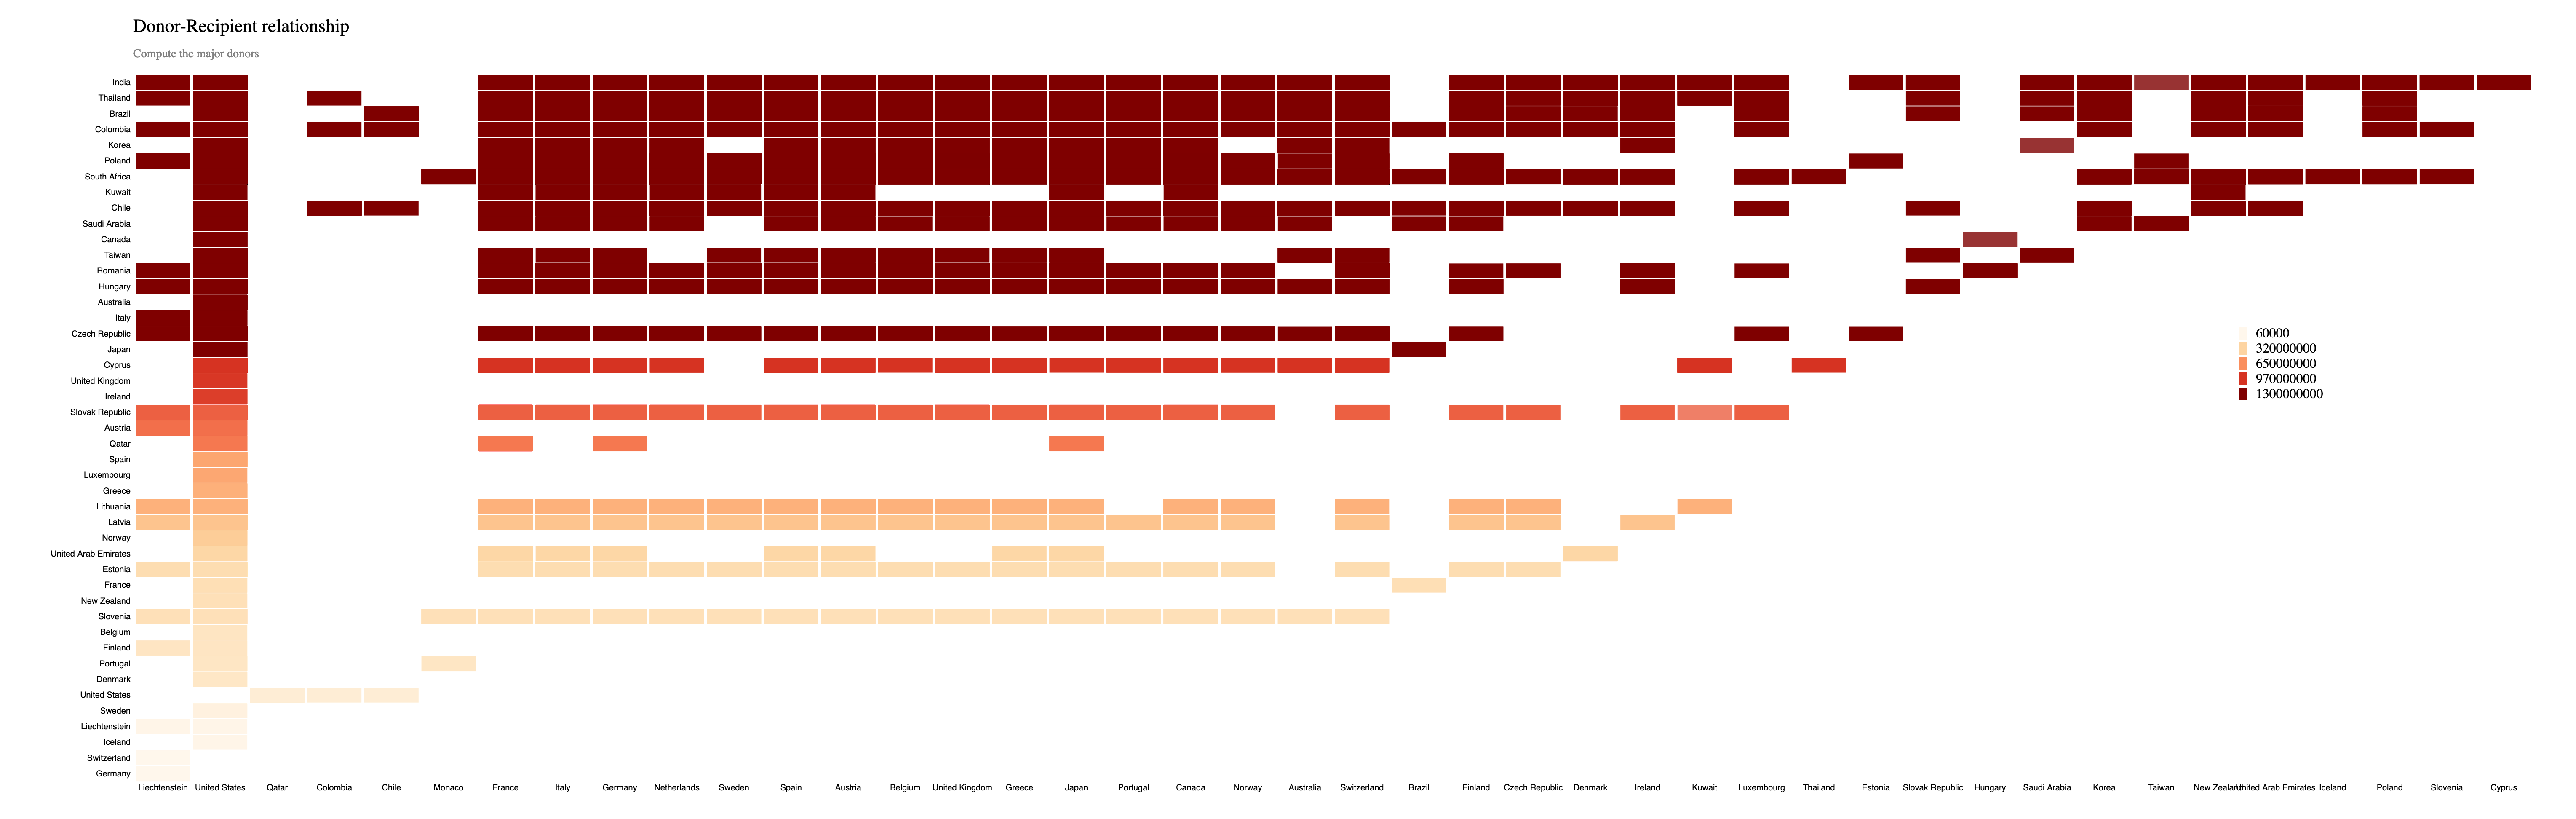 Donor-Recipient relationship
Compute the major donors
India
Thailand
Brazil
Colombia
Korea
Poland
South Africa
Kuwait
Chile
Saudi Arabia
Canada
Taiwan
Romania
Hungary
Australia
Italy
Czech Republic
Japan
Cyprus
United Kingdom
Ireland
Slovak Republic
Austria
Qatar
Spain
Luxembourg
Greece
Lithuania
Latvia
Norway
United Arab Emirates
Estonia
France
New Zealand
Slovenia
Belgium
Finland
Portugal
Denmark
United States
Sweden
Liechtenstein
Iceland
Switzerland
Germany
60000
320000000
650000000
970000000
1300000000
Liechtenstein United States Qatar Colombia Chile Monaco France Italy Germany Netherlands Sweden Spain Austria Belgium United Kingdom Greece Japan Portugal Canada Norway Australia Switzerland Brazil Finland Czech Republic Denmark Ireland Kuwait Luxembourg Thailand Estonia Slovak Republic Hungary Saudi Arabia Korea Taiwan New Zealand United Arab Emirates Iceland Poland Slovenia Cyprus